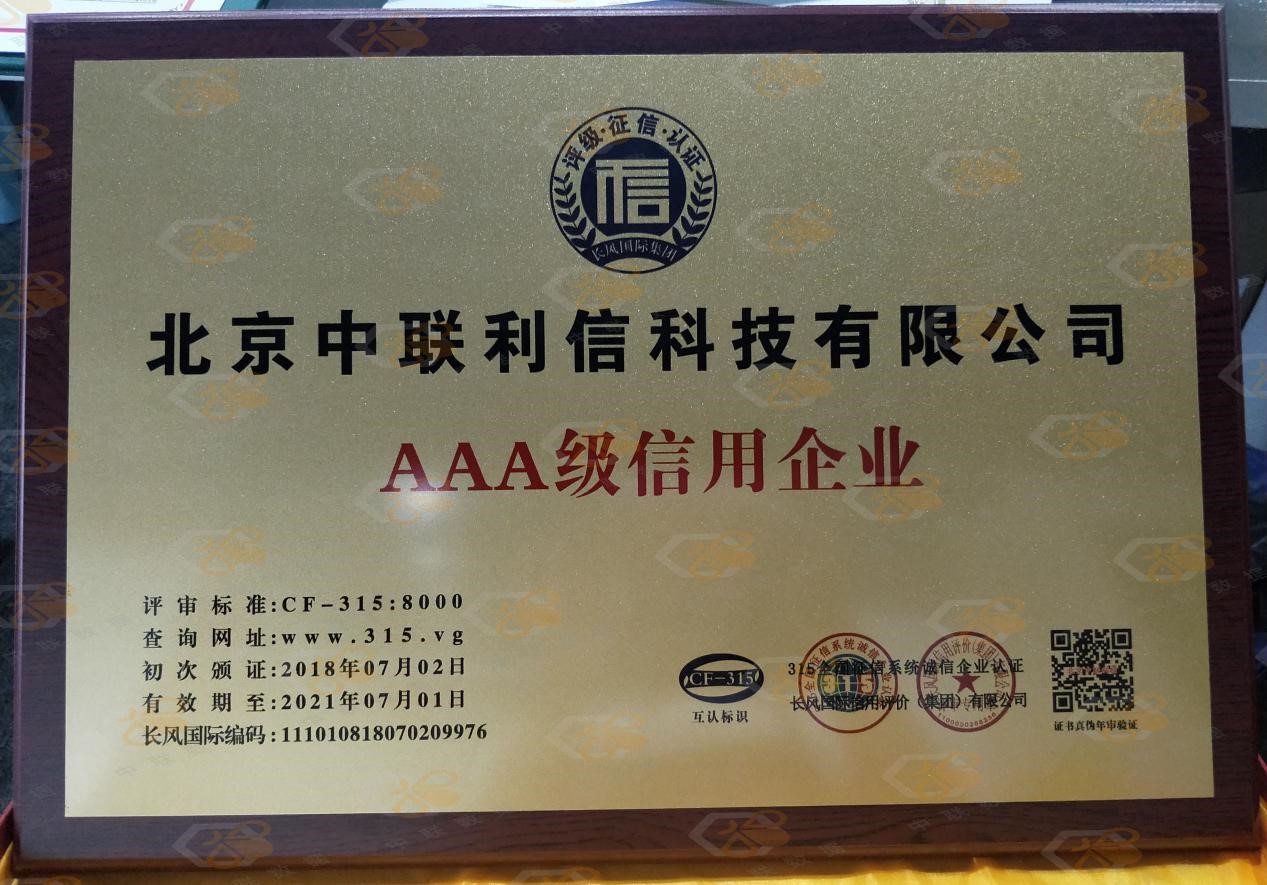 评级·征信·认证
信
长风国际集团
北京中联利信科技有限公司
AAA级信用企业
评审标准:CF-315:8000
查询网址:www.315.vg
初次颁证:2018年07月02日
有效期至:2021年07月01日
长风国际编码:111010818070209976
CF-315
互认标识
315全国征信系统诚信企业认证
长风国际信用评价(集团)有限公司
证书真伪年审验证